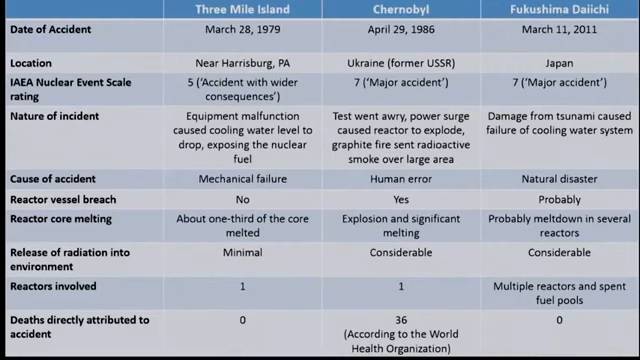 Three Mile Island Chernobyl Fukushima Daiichi
Date of Accident March 28, 1979 April 29, 1986 March 11, 2011
Location Near Harrisburg, PA Ukraine (former USSR) Japan
IAEA Nuclear Event Scale 5 (‘Accident with wider 7 (‘Major accident’) 7 (‘Major accident’)
rating consequences’)
Nature of incident Equipment malfunction Test went awry, power surge Damage from tsunami caused
caused cooling water level to caused reactor to explode, failure of cooling water system
drop, exposing the nuclear graphite fire sent radioactive
fuel smoke over large area
Cause of accident Mechanical failure Human error Natural disaster
Reactor vessel breach No Yes Probably
Reactor core melting About one-third of the core Explosion and significant Probably meltdown in several
melted melting reactors
Release of radiation into Minimal Considerable Considerable
environment
Reactors involved 1 1 Multiple reactors and spent
fuel pools
Deaths directly attributed to 0 36 0
accident (According to the World
Health Organization)